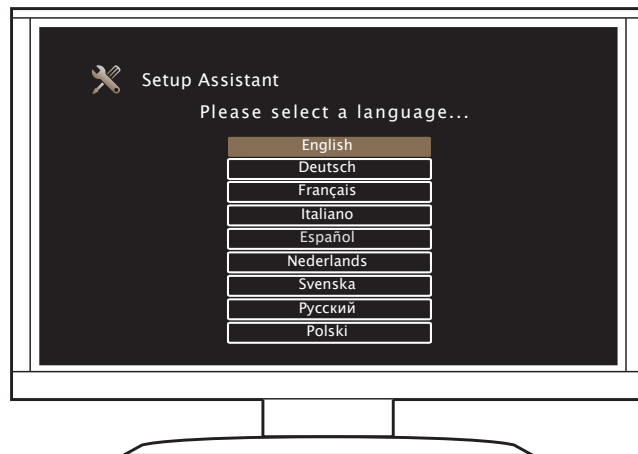 Setup Assistant
Please select a language...
English
Deutsch
Français
Italiano
Español
Nederlands
Svenska
Русский
Polski